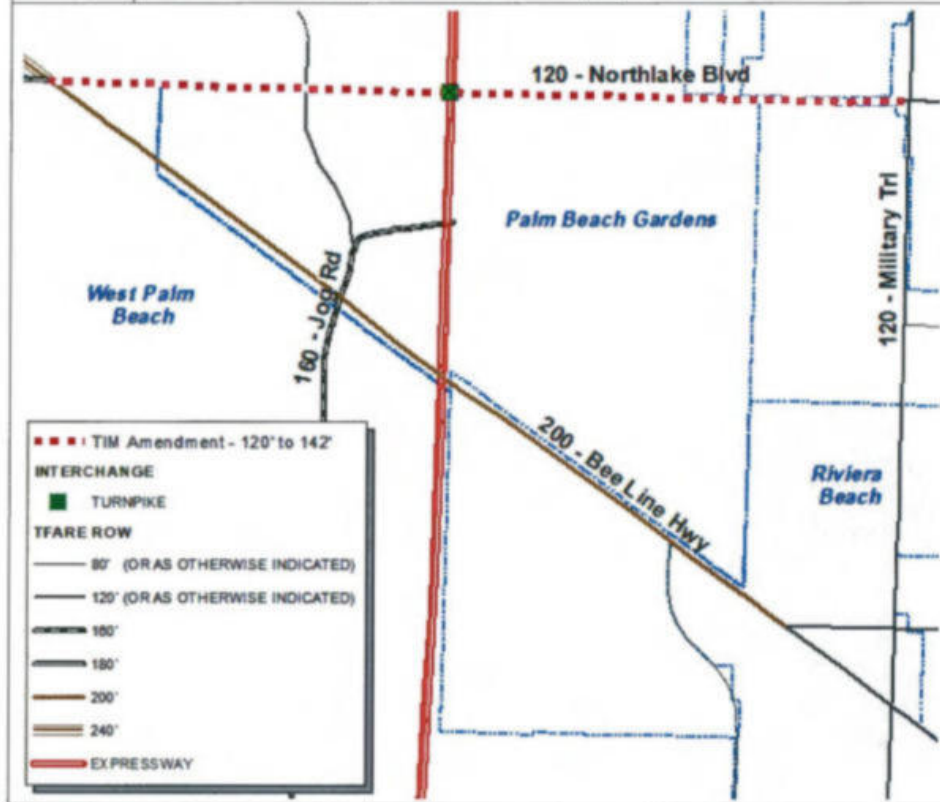 120 - Northlake Blvd
Palm Beach Gardens
120 - Military Trl
West Palm
Beach
160 - Jog Rd
200 - Bee Line Hwy
Riviera
Beach
TIM Amendment - 120' to 142'
INTERCHANGE
TURNPIKE
TFARE ROW
80' (OR AS OTHERWISE INDICATED)
120' (OR AS OTHERWISE INDICATED)
160'
180'
200'
240'
EXPRESSWAY